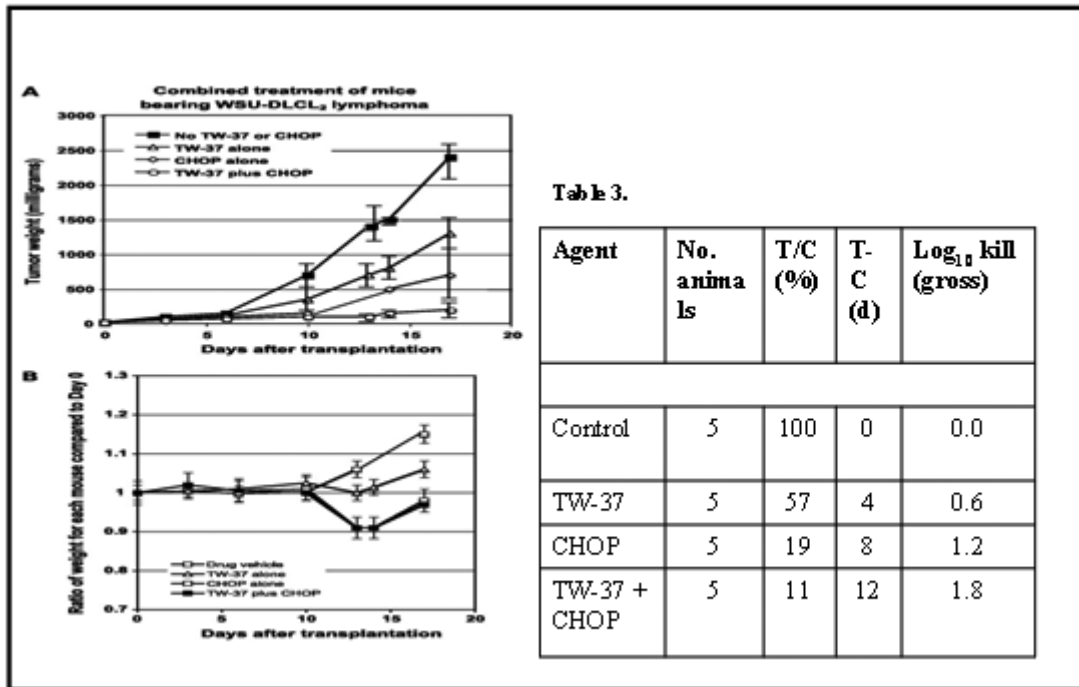 A
Combined treatment of mice
bearing WSU-DLCL₂ lymphoma
3000
2500
2000
1500
1000
500
0
Tumor weight (milligrams)
No TW-37 or CHOP
TW-37 alone
CHOP alone
TW-37 plus CHOP
0 5 10 15 20
Days after transplantation
B
1.3
1.2
1.1
1
0.9
0.8
0.7
Ratio of weight for each mouse compared to Day 0
Drug vehicle
TW-37 alone
CHOP alone
TW-37 plus CHOP
0 5 10 15 20
Days after transplantation
Table 3.
Agent No. T/C T- Log₁₀ kill
anima (%) C (gross)
ls (d)
Control 5 100 0 0.0
TW-37 5 57 4 0.6
CHOP 5 19 8 1.2
TW-37 + 5 11 12 1.8
CHOP